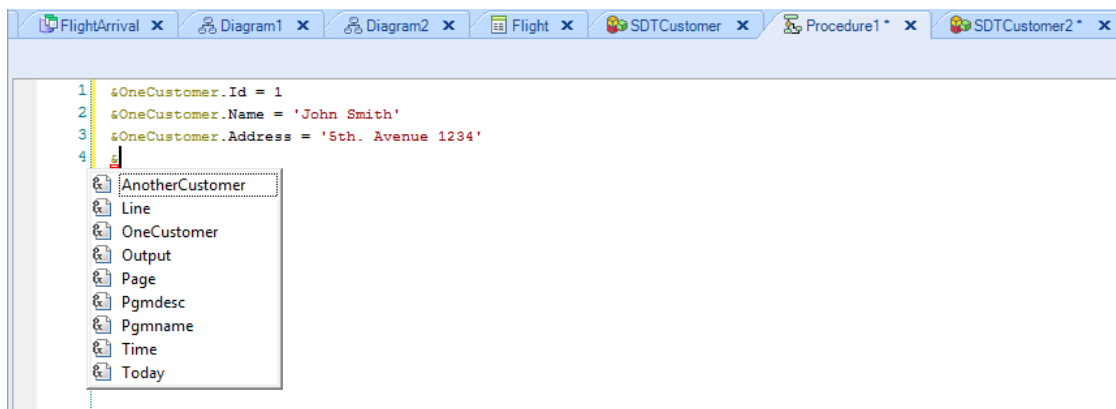 FlightArrival x Diagram1 x Diagram2 x Flight x SDTCustomer x Procedure1* x SDTCustomer2* x
1 &OneCustomer.Id = 1
2 &OneCustomer.Name = 'John Smith'
3 &OneCustomer.Address = '5th. Avenue 1234'
4 &
AnotherCustomer
Line
OneCustomer
Output
Page
Pgmdesc
Pgmname
Time
Today